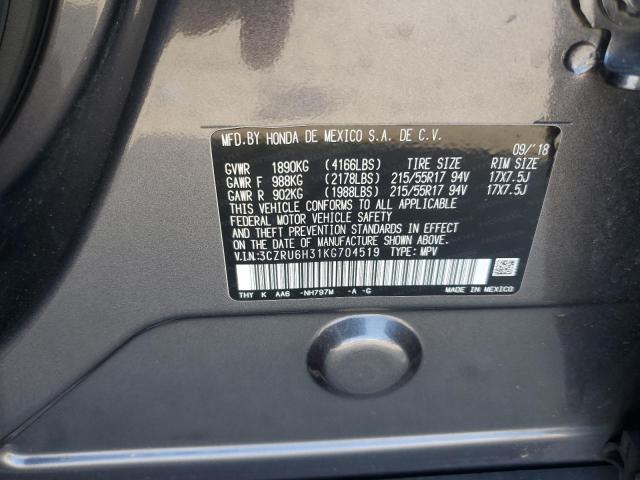 MFD.BY HONDA DE MEXICO S.A. DE C.V.
09/'18
GVWR 1890KG (4166LBS) TIRE SIZE RIM SIZE
GAWR F 988KG (2178LBS) 215/55R17 94V 17X7.5J
GAWR R 902KG (1988LBS) 215/55R17 94V 17X7.5J
THIS VEHICLE CONFORMS TO ALL APPLICABLE
FEDERAL MOTOR VEHICLE SAFETY
AND THEFT PREVENTION STANDARDS IN EFFECT
ON THE DATE OF MANUFACTURE SHOWN ABOVE.
V.I.N:3CZRU6H31KG704519 TYPE: MPV
THY K AA6 -NH797M -A -G MADE IN MEXICO